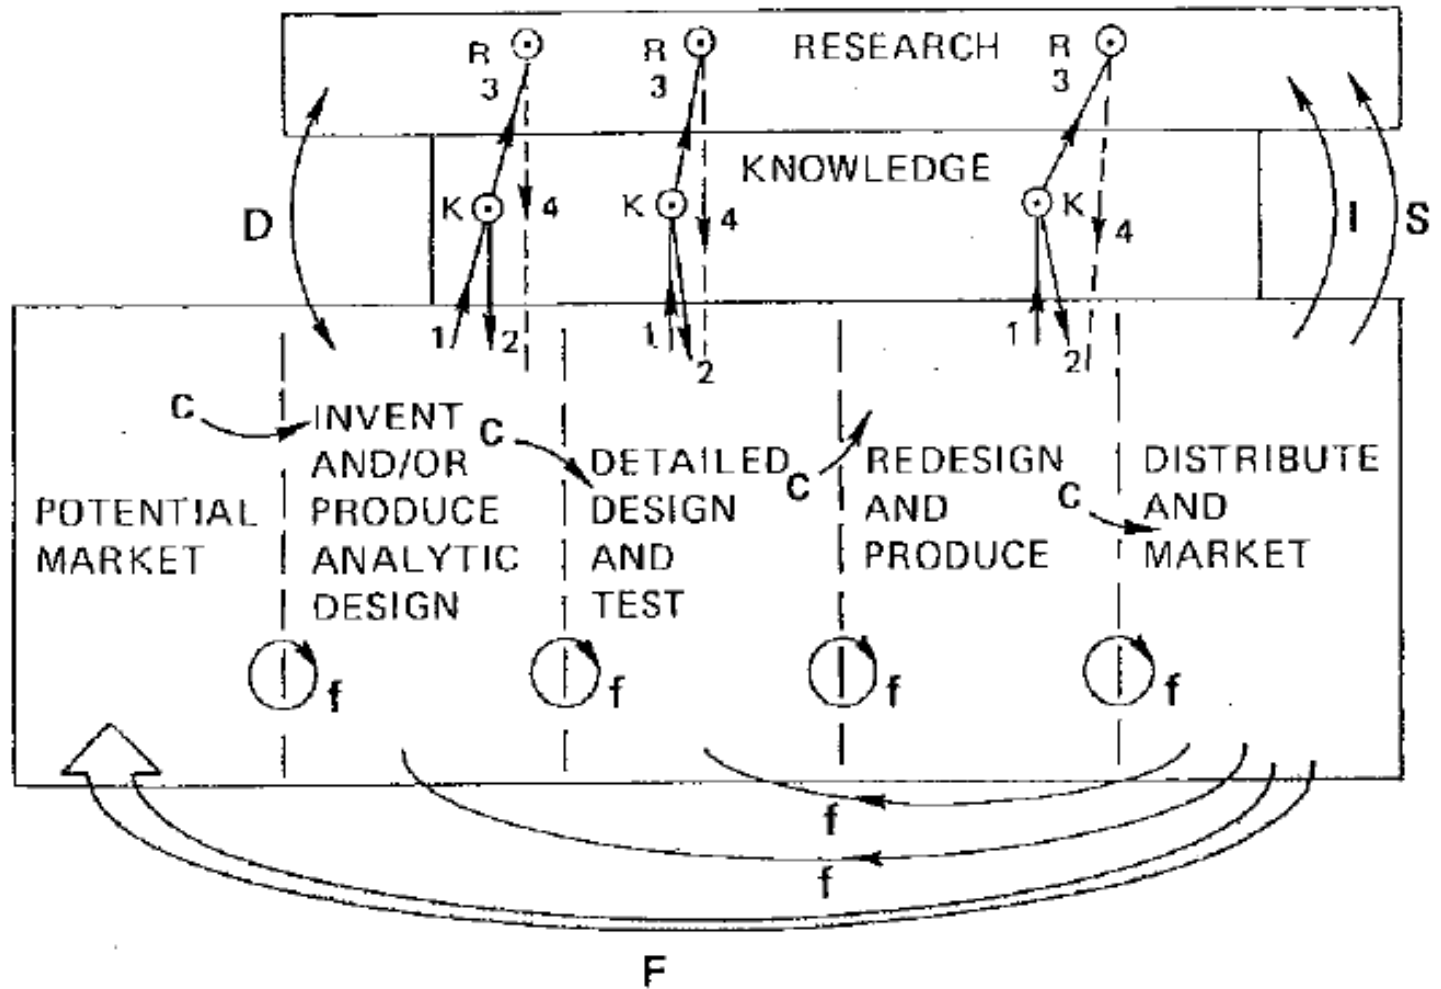 R
R
RESEARCH
R
3
3
3
KNOWLEDGE
K
4
K
4
K
4
D
I
S
1
2
1
2
1
2
C
C
C
C
INVENT
AND/OR
PRODUCE
ANALYTIC
DESIGN
POTENTIAL
MARKET
DETAILED
DESIGN
AND
TEST
REDESIGN
AND
PRODUCE
DISTRIBUTE
AND
MARKET
f
f
f
f
f
f
F